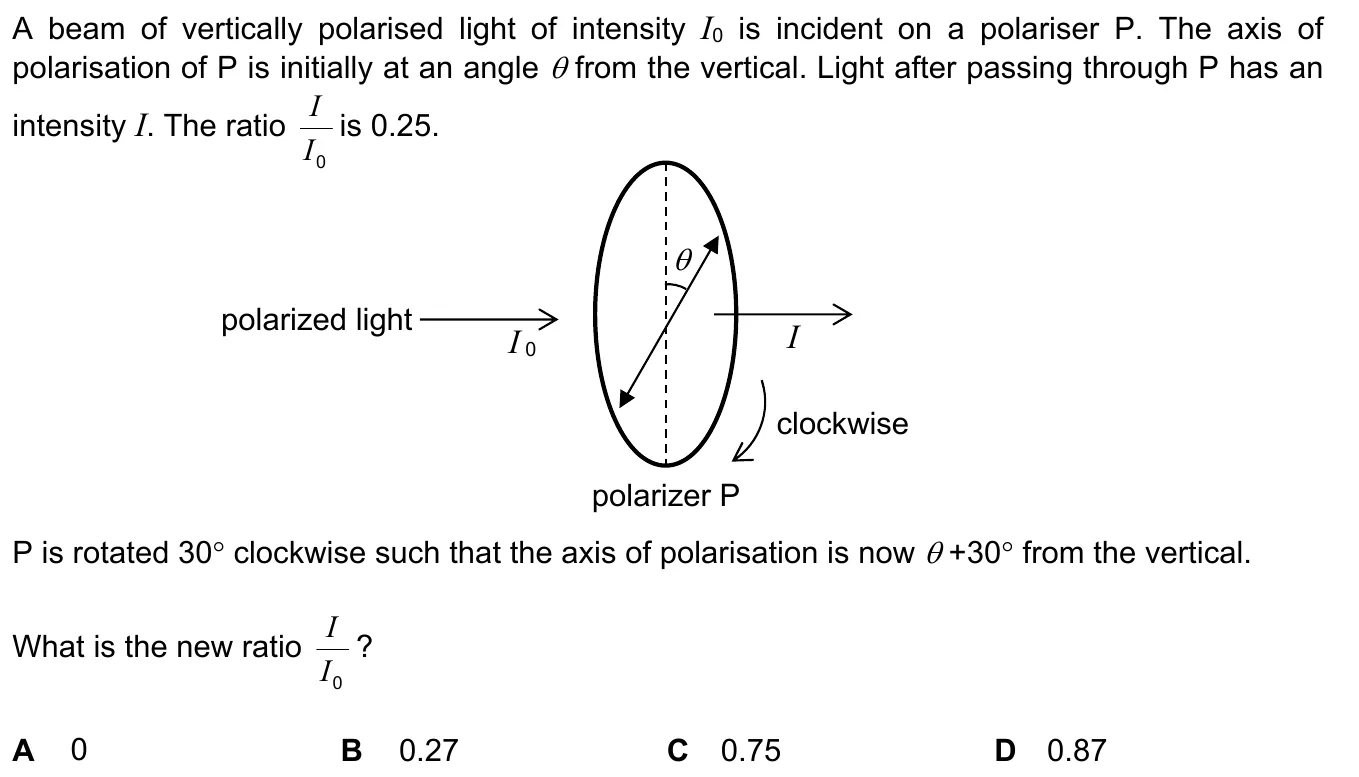 A beam of vertically polarised light of intensity I₀ is incident on a polariser P. The axis of
polarisation of P is initially at an angle θ from the vertical. Light after passing through P has an
intensity I. The ratio I/I₀ is 0.25.
θ
polarized light
I₀
I
clockwise
polarizer P
P is rotated 30° clockwise such that the axis of polarisation is now θ+30° from the vertical.
What is the new ratio I/I₀ ?
A 0 B 0.27 C 0.75 D 0.87